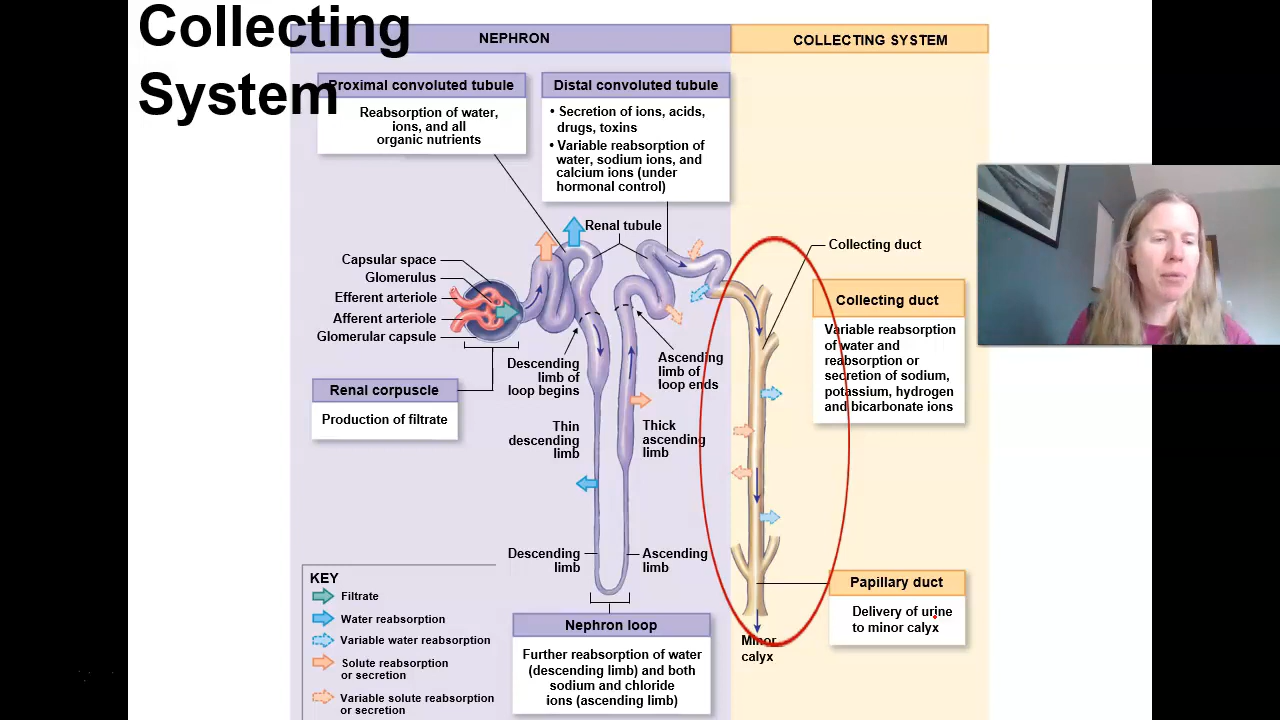 Collecting
System
NEPHRON
COLLECTING SYSTEM
Proximal convoluted tubule
Reabsorption of water,
ions, and all
organic nutrients
Distal convoluted tubule
• Secretion of ions, acids,
drugs, toxins
• Variable reabsorption of
water, sodium ions, and
calcium ions (under
hormonal control)
Renal tubule
Capsular space
Glomerulus
Efferent arteriole
Afferent arteriole
Glomerular capsule
Renal corpuscle
Production of filtrate
Descending
limb of
loop begins
Ascending
limb of
loop ends
Thin
descending
limb
Thick
ascending
limb
Descending
limb
Ascending
limb
Nephron loop
Further reabsorption of water
(descending limb) and both
sodium and chloride
ions (ascending limb)
Collecting duct
Collecting duct
Variable reabsorption
of water and
reabsorption or
secretion of sodium,
potassium, hydrogen
and bicarbonate ions
Papillary duct
Delivery of urine
to minor calyx
Minor
calyx
KEY
Filtrate
Water reabsorption
Variable water reabsorption
Solute reabsorption
or secretion
Variable solute reabsorption
or secretion